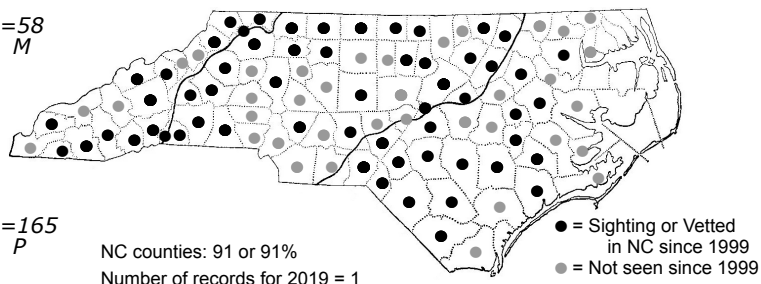 =58
M
=165
P
NC counties: 91 or 91%
Number of records for 2019 = 1
= Sighting or Vetted
in NC since 1999
= Not seen since 1999